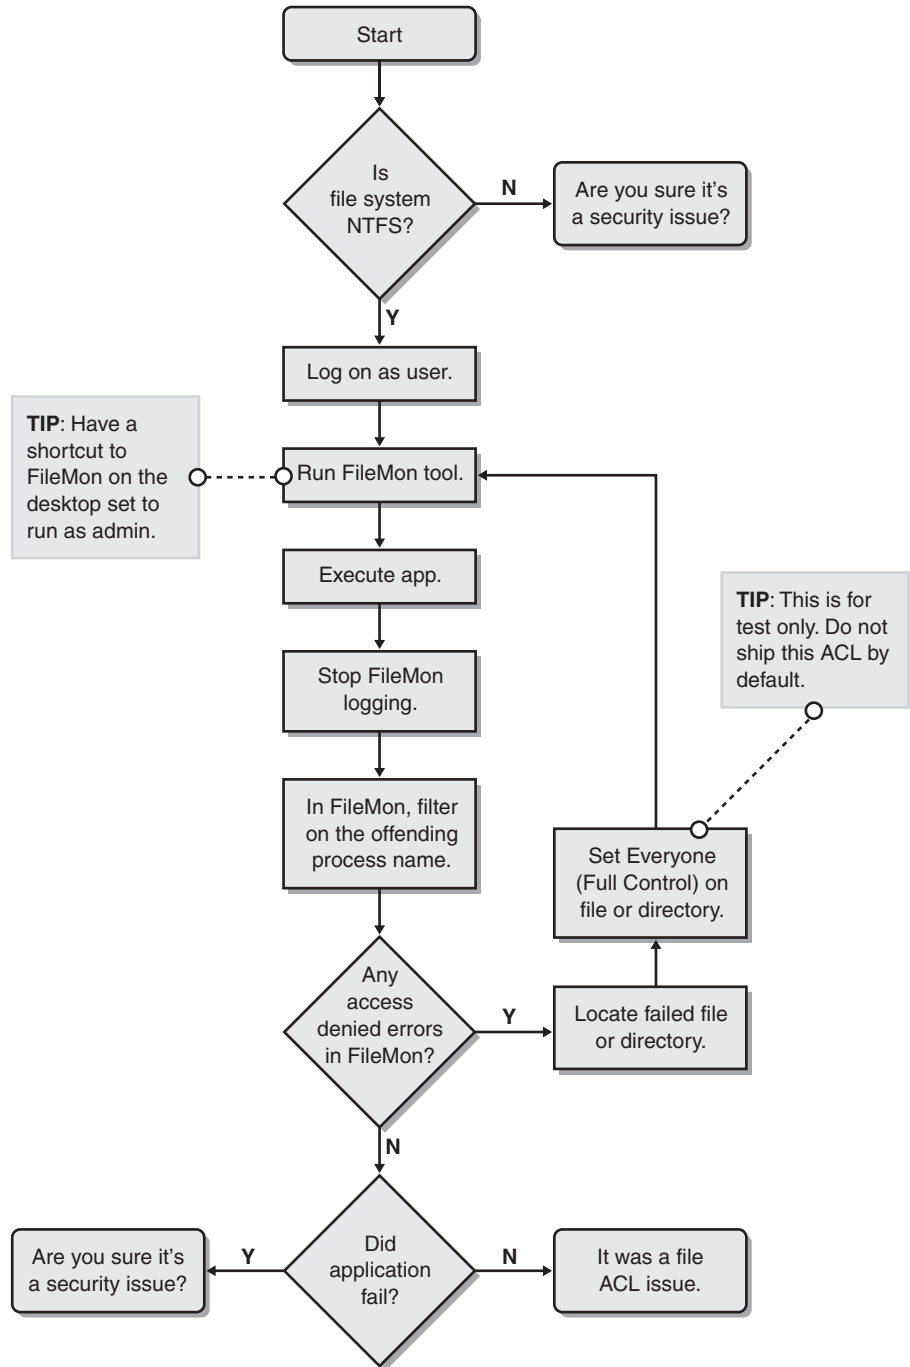 Start
Is
file system
NTFS?
N
Are you sure it's
a security issue?
Y
Log on as user.
TIP: Have a
shortcut to
FileMon on the
desktop set to
run as admin.
Run FileMon tool.
Execute app.
TIP: This is for
test only. Do not
ship this ACL by
default.
Stop FileMon
logging.
In FileMon, filter
on the offending
process name.
Set Everyone
(Full Control) on
file or directory.
Any
access
denied errors
in FileMon?
Y
Locate failed file
or directory.
N
Did
application
fail?
Y
Are you sure it's
a security issue?
N
It was a file
ACL issue.